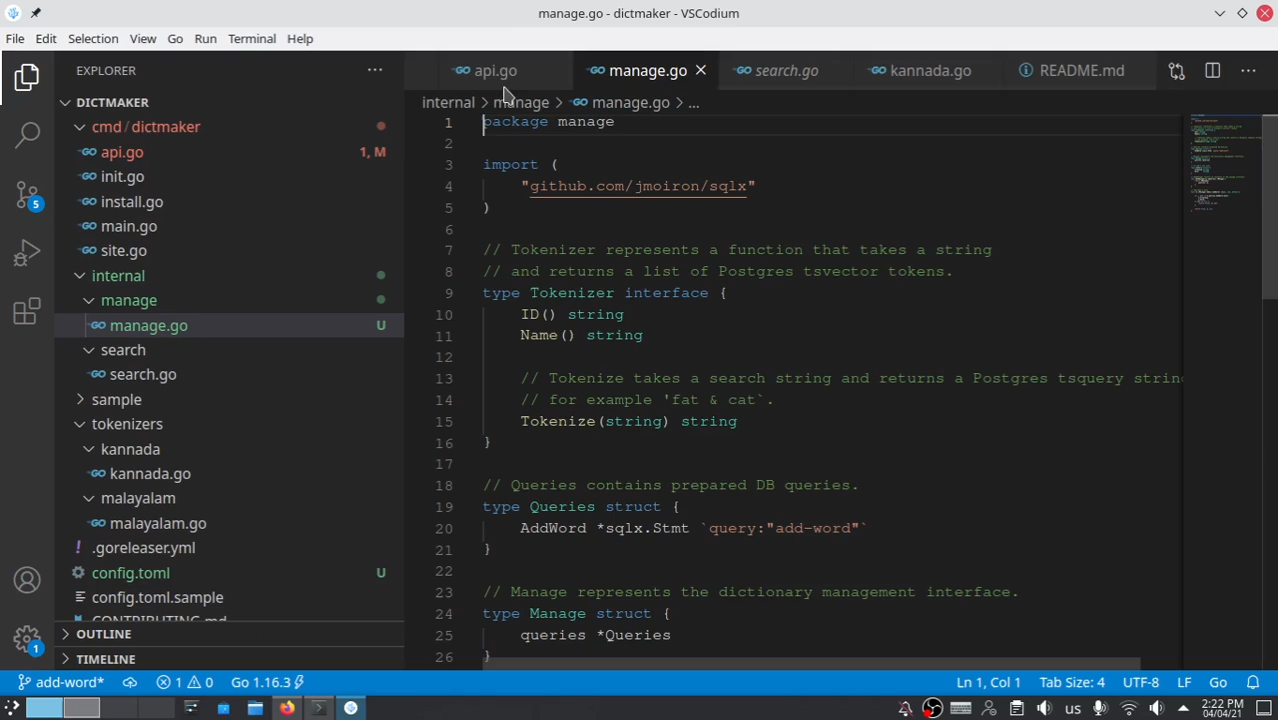 manage.go - dictmaker - VSCodium
File Edit Selection View Go Run Terminal Help
EXPLORER
DICTMAKER
cmd / dictmaker
api.go 1, M
init.go
install.go
main.go
site.go
internal
manage
manage.go U
search
search.go
sample
tokenizers
kannada
kannada.go
malayalam
malayalam.go
.goreleaser.yml
config.toml U
config.toml.sample
OUTLINE
TIMELINE
api.go manage.go search.go kannada.go README.md
internal > manage > manage.go > ...
1 package manage
2
3 import (
4 "github.com/jmoiron/sqlx"
5 )
6
7 // Tokenizer represents a function that takes a string
8 // and returns a list of Postgres tsvector tokens.
9 type Tokenizer interface {
10 ID() string
11 Name() string
12
13 // Tokenize takes a search string and returns a Postgres tsquery string
14 // for example 'fat & cat`.
15 Tokenize(string) string
16 }
17
18 // Queries contains prepared DB queries.
19 type Queries struct {
20 AddWord *sqlx.Stmt `query:"add-word"`
21 }
22
23 // Manage represents the dictionary management interface.
24 type Manage struct {
25 queries *Queries
26 }
5
1
add-word* 1 0 Go 1.16.3 Ln 1, Col 1 Tab Size: 4 UTF-8 LF Go
2:22 PM
04/04/21